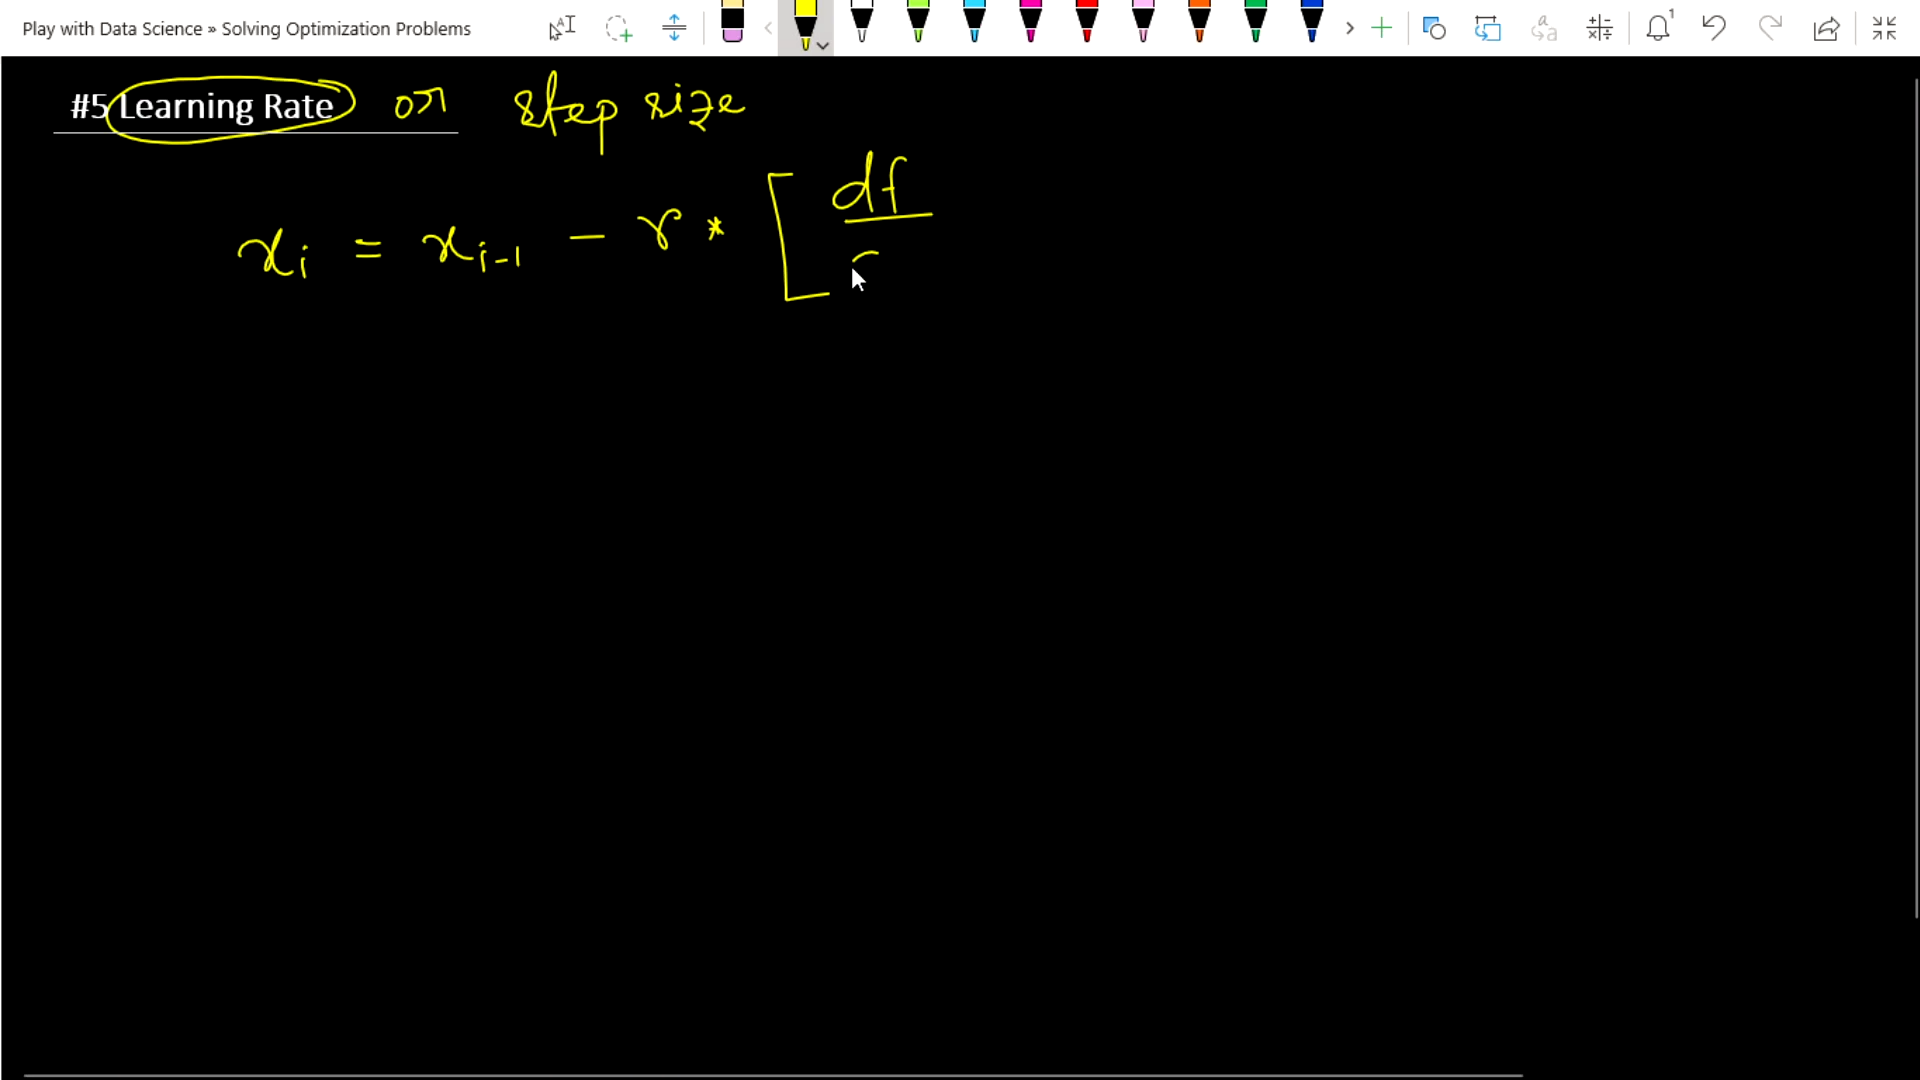 Play with Data Science » Solving Optimization Problems
#5 Learning Rate or step size
xᵢ = xᵢ₋₁ - r * [ df